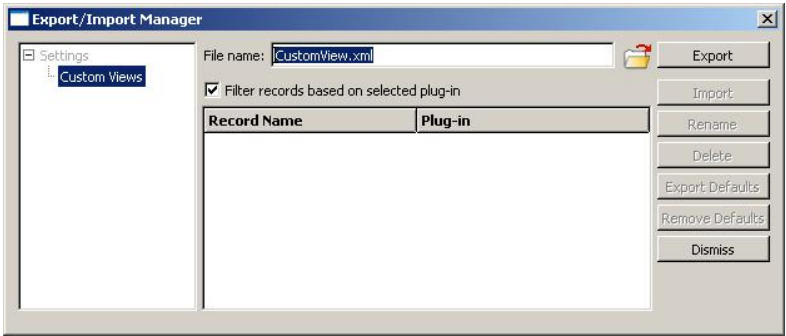 Export/Import Manager
Settings
Custom Views
File name: CustomView.xml
Filter records based on selected plug-in
Record Name Plug-in
Export
Import
Rename
Delete
Export Defaults
Remove Defaults
Dismiss